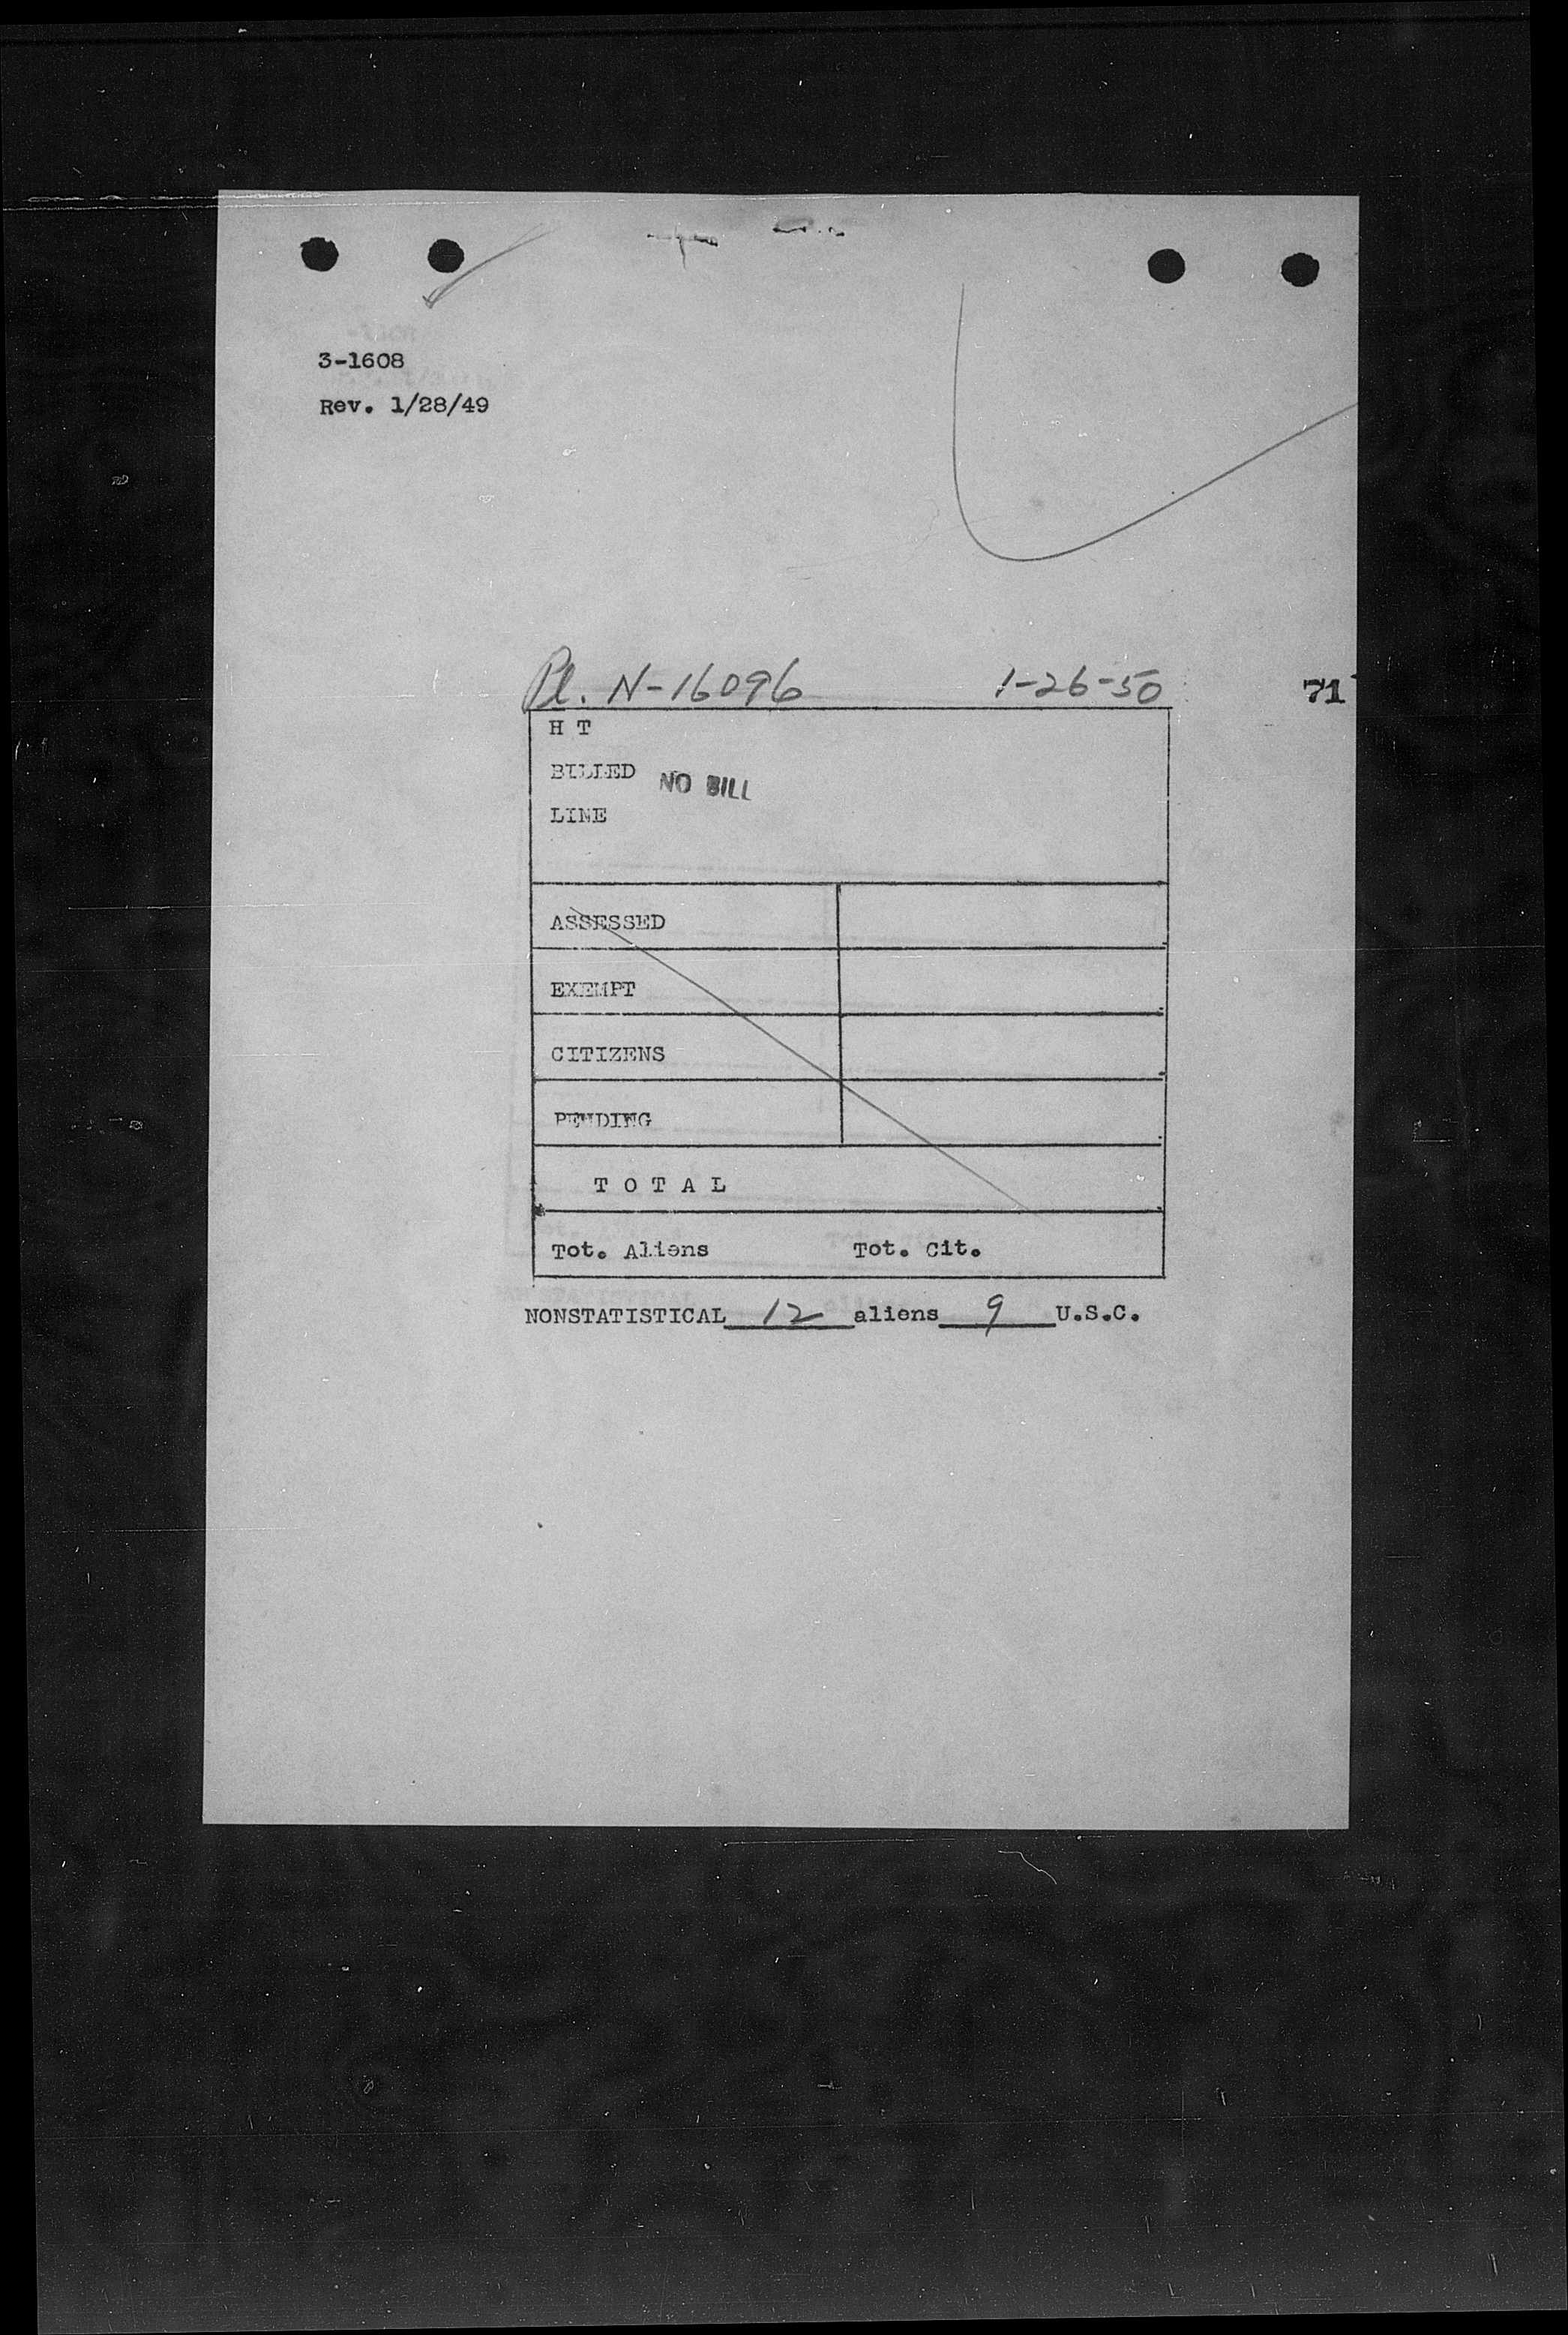 3-1608
Rev. 1/28/49
Pl. N-16096 1-26-50 71
H T
BILLED NO BILL
LINE
ASSESSED
EXEMPT
CITIZENS
PENDING
T O T A L
Tot. Aliens Tot. Cit.
NONSTATISTICAL 12 aliens 9 U.S.C.